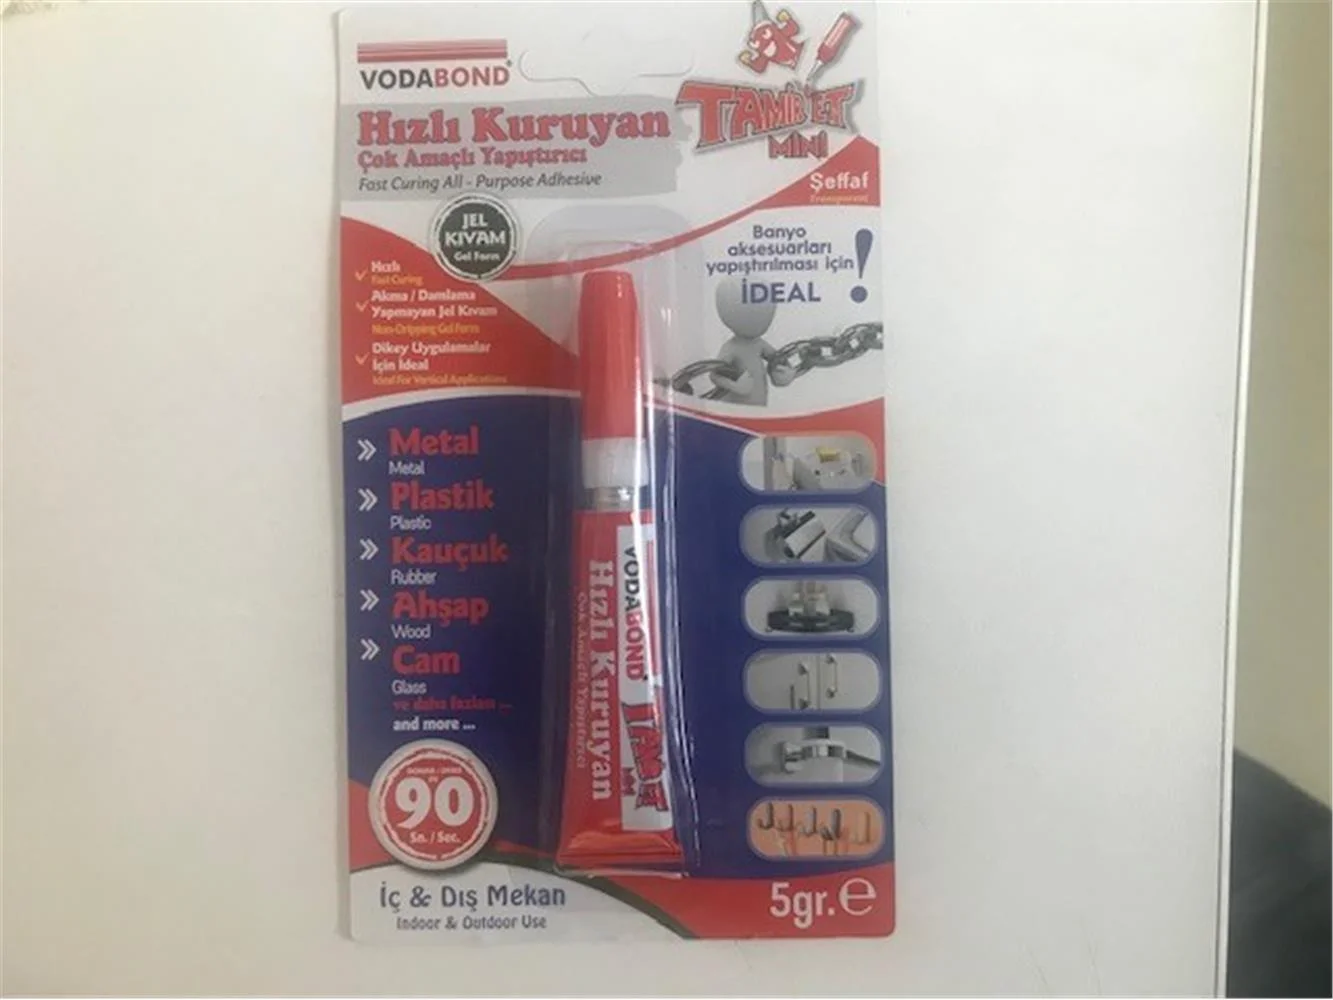 VODABOND
Hızlı Kuruyan
Çok Amaçlı Yapıştırıcı
Fast Curing All - Purpose Adhesive
TAMİR ET
MİNİ
Şeffaf
Transparent
JEL
KIVAM
Gel Form
Banyo
aksesuarları
yapıştırılması için
İDEAL !
Hızlı
Fast Curing
Akma / Damlama
Yapmayan Jel Kıvam
Non-Dripping Gel Form
Dikey Uygulamalar
İçin İdeal
Ideal For Vertical Applications
Metal
Metal
Plastik
Plastic
Kauçuk
Rubber
Ahşap
Wood
Cam
Glass
ve daha fazlası ...
and more ...
90
Sn. / Sec.
VODABOND
TAMİR ET
MİNİ
Hızlı Kuruyan
Çok Amaçlı Yapıştırıcı
İç & Dış Mekan
Indoor & Outdoor Use
5gr. ℮